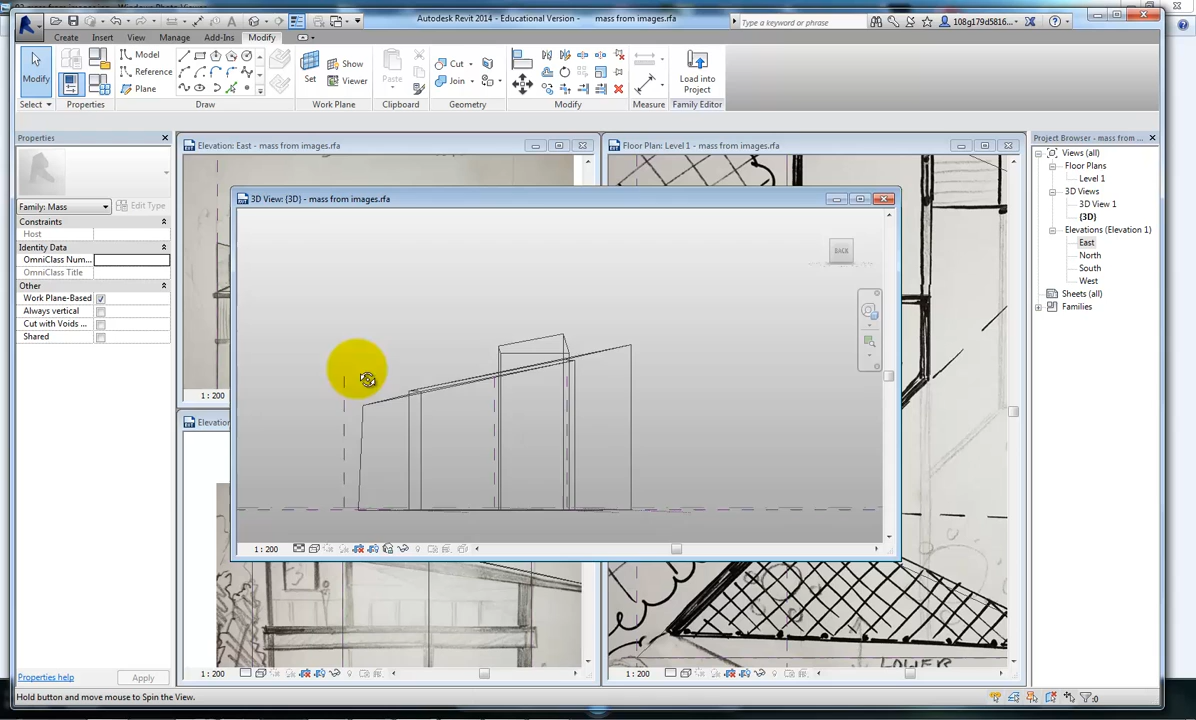 Autodesk Revit 2014 - Educational Version - mass from images.rfa
Type a keyword or phrase
108g179d5816...
Create Insert View Manage Add-Ins Modify
Modify
Model
Reference
Plane
Set
Show
Viewer
Paste
Cut
Join
Load into
Project
Select
Properties
Draw
Work Plane
Clipboard
Geometry
Modify
Measure
Family Editor
Properties
Family: Mass
Edit Type
Constraints
Host
Identity Data
OmniClass Num...
OmniClass Title
Other
Work Plane-Based
Always vertical
Cut with Voids ...
Shared
Properties help
Apply
Elevation: East - mass from images.rfa
1 : 200
Floor Plan: Level 1 - mass from images.rfa
3D View: {3D} - mass from images.rfa
BACK
1 : 200
Elevation
1 : 200
LOWER
1 : 200
Project Browser - mass from ...
Views (all)
Floor Plans
Level 1
3D Views
3D View 1
{3D}
Elevations (Elevation 1)
East
North
South
West
Sheets (all)
Families
Hold button and move mouse to Spin the View.
:0